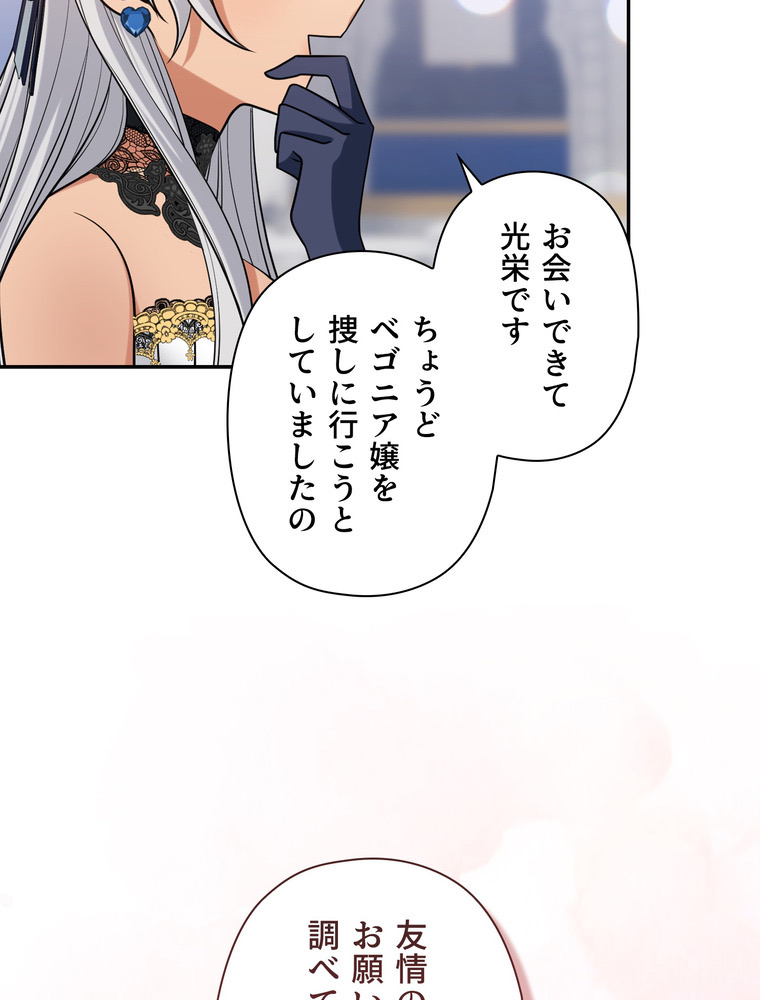 お会いできて
光栄です
ちょうど
ベゴニア嬢を
捜しに行こうと
していましたの
友情の
お願い
調べて